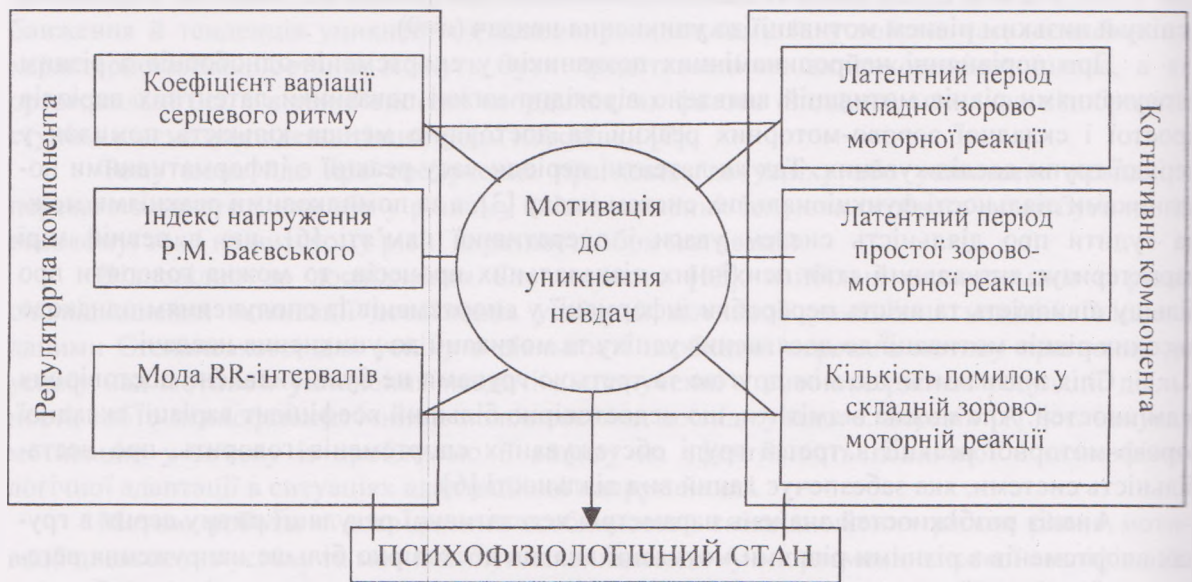 Регуляторна компонента
Коефіцієнт варіації
серцевого ритму
Індекс напруження
Р.М. Баєвського
Мода RR-інтервалів
Мотивація
до
уникнення
невдач
Латентний період
складної зорово-
моторної реакції
Латентний період
простої зорово-
моторної реакції
Кількість помилок у
складній зорово-
моторній реакції
Когнітивна компонента
ПСИХОФІЗІОЛОГІЧНИЙ СТАН